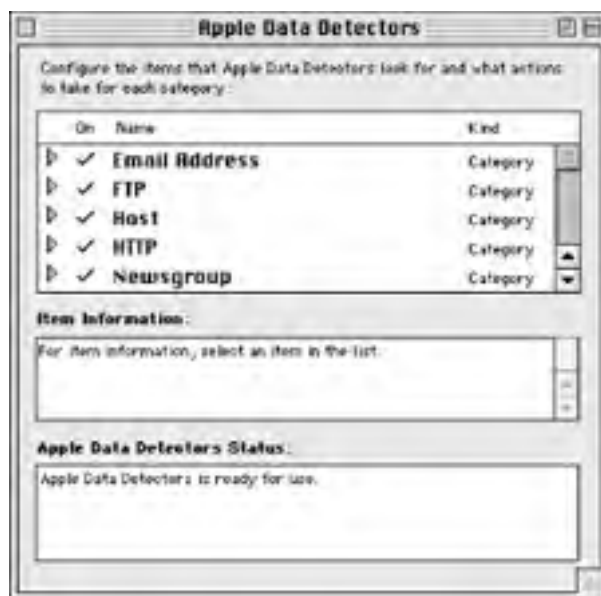 Apple Data Detectors
Configure the items that Apple Data Detectors look for and what actions
to take for each category.
On Name Kind
Email Address Category
FTP Category
Host Category
HTTP Category
Newsgroup Category
Item Information:
For item information, select an item in the list.
Apple Data Detectors Status:
Apple Data Detectors is ready for use.